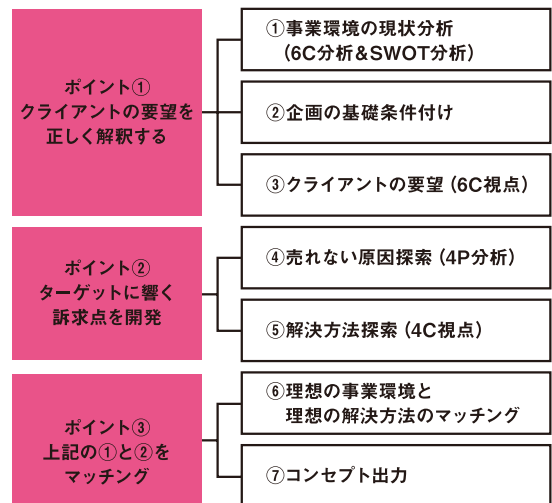 ポイント①
クライアントの要望を
正しく解釈する
①事業環境の現状分析
（6C分析&SWOT分析）
②企画の基礎条件付け
③クライアントの要望（6C視点）
ポイント②
ターゲットに響く
訴求点を開発
④売れない原因探索（4P分析）
⑤解決方法探索（4C視点）
ポイント③
上記の①と②を
マッチング
⑥理想の事業環境と
理想の解決方法のマッチング
⑦コンセプト出力